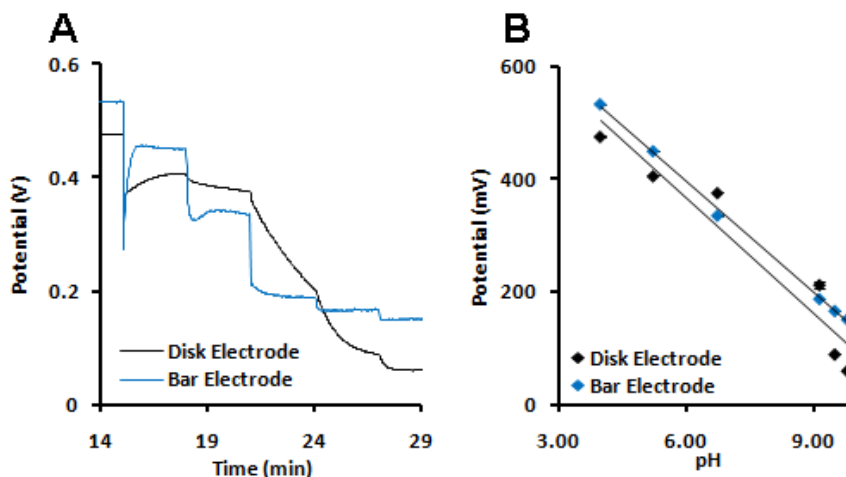 A
0.6
0.4
0.2
0
Potential (V)
Disk Electrode
Bar Electrode
14 19 24 29
Time (min)
B
600
400
200
0
Potential (mV)
Disk Electrode
Bar Electrode
3.00 6.00 9.00
pH